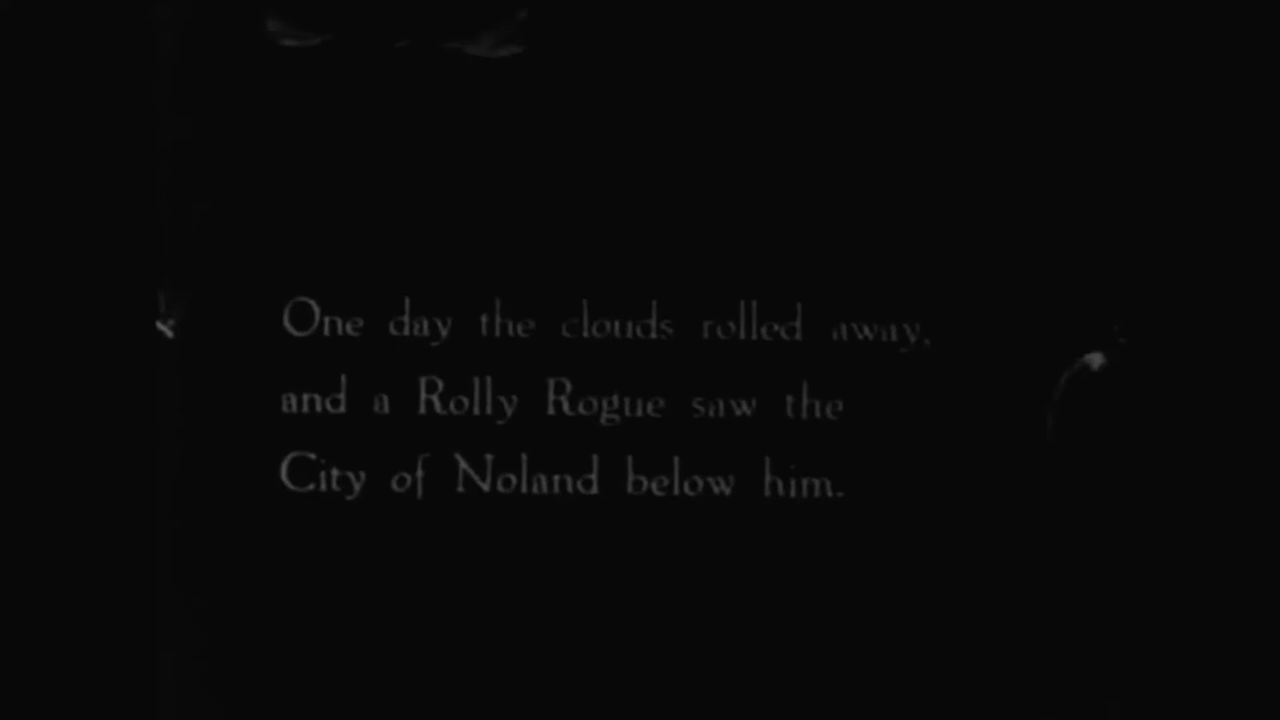 One day the clouds rolled away,
and a Rolly Rogue saw the
City of Noland below him.